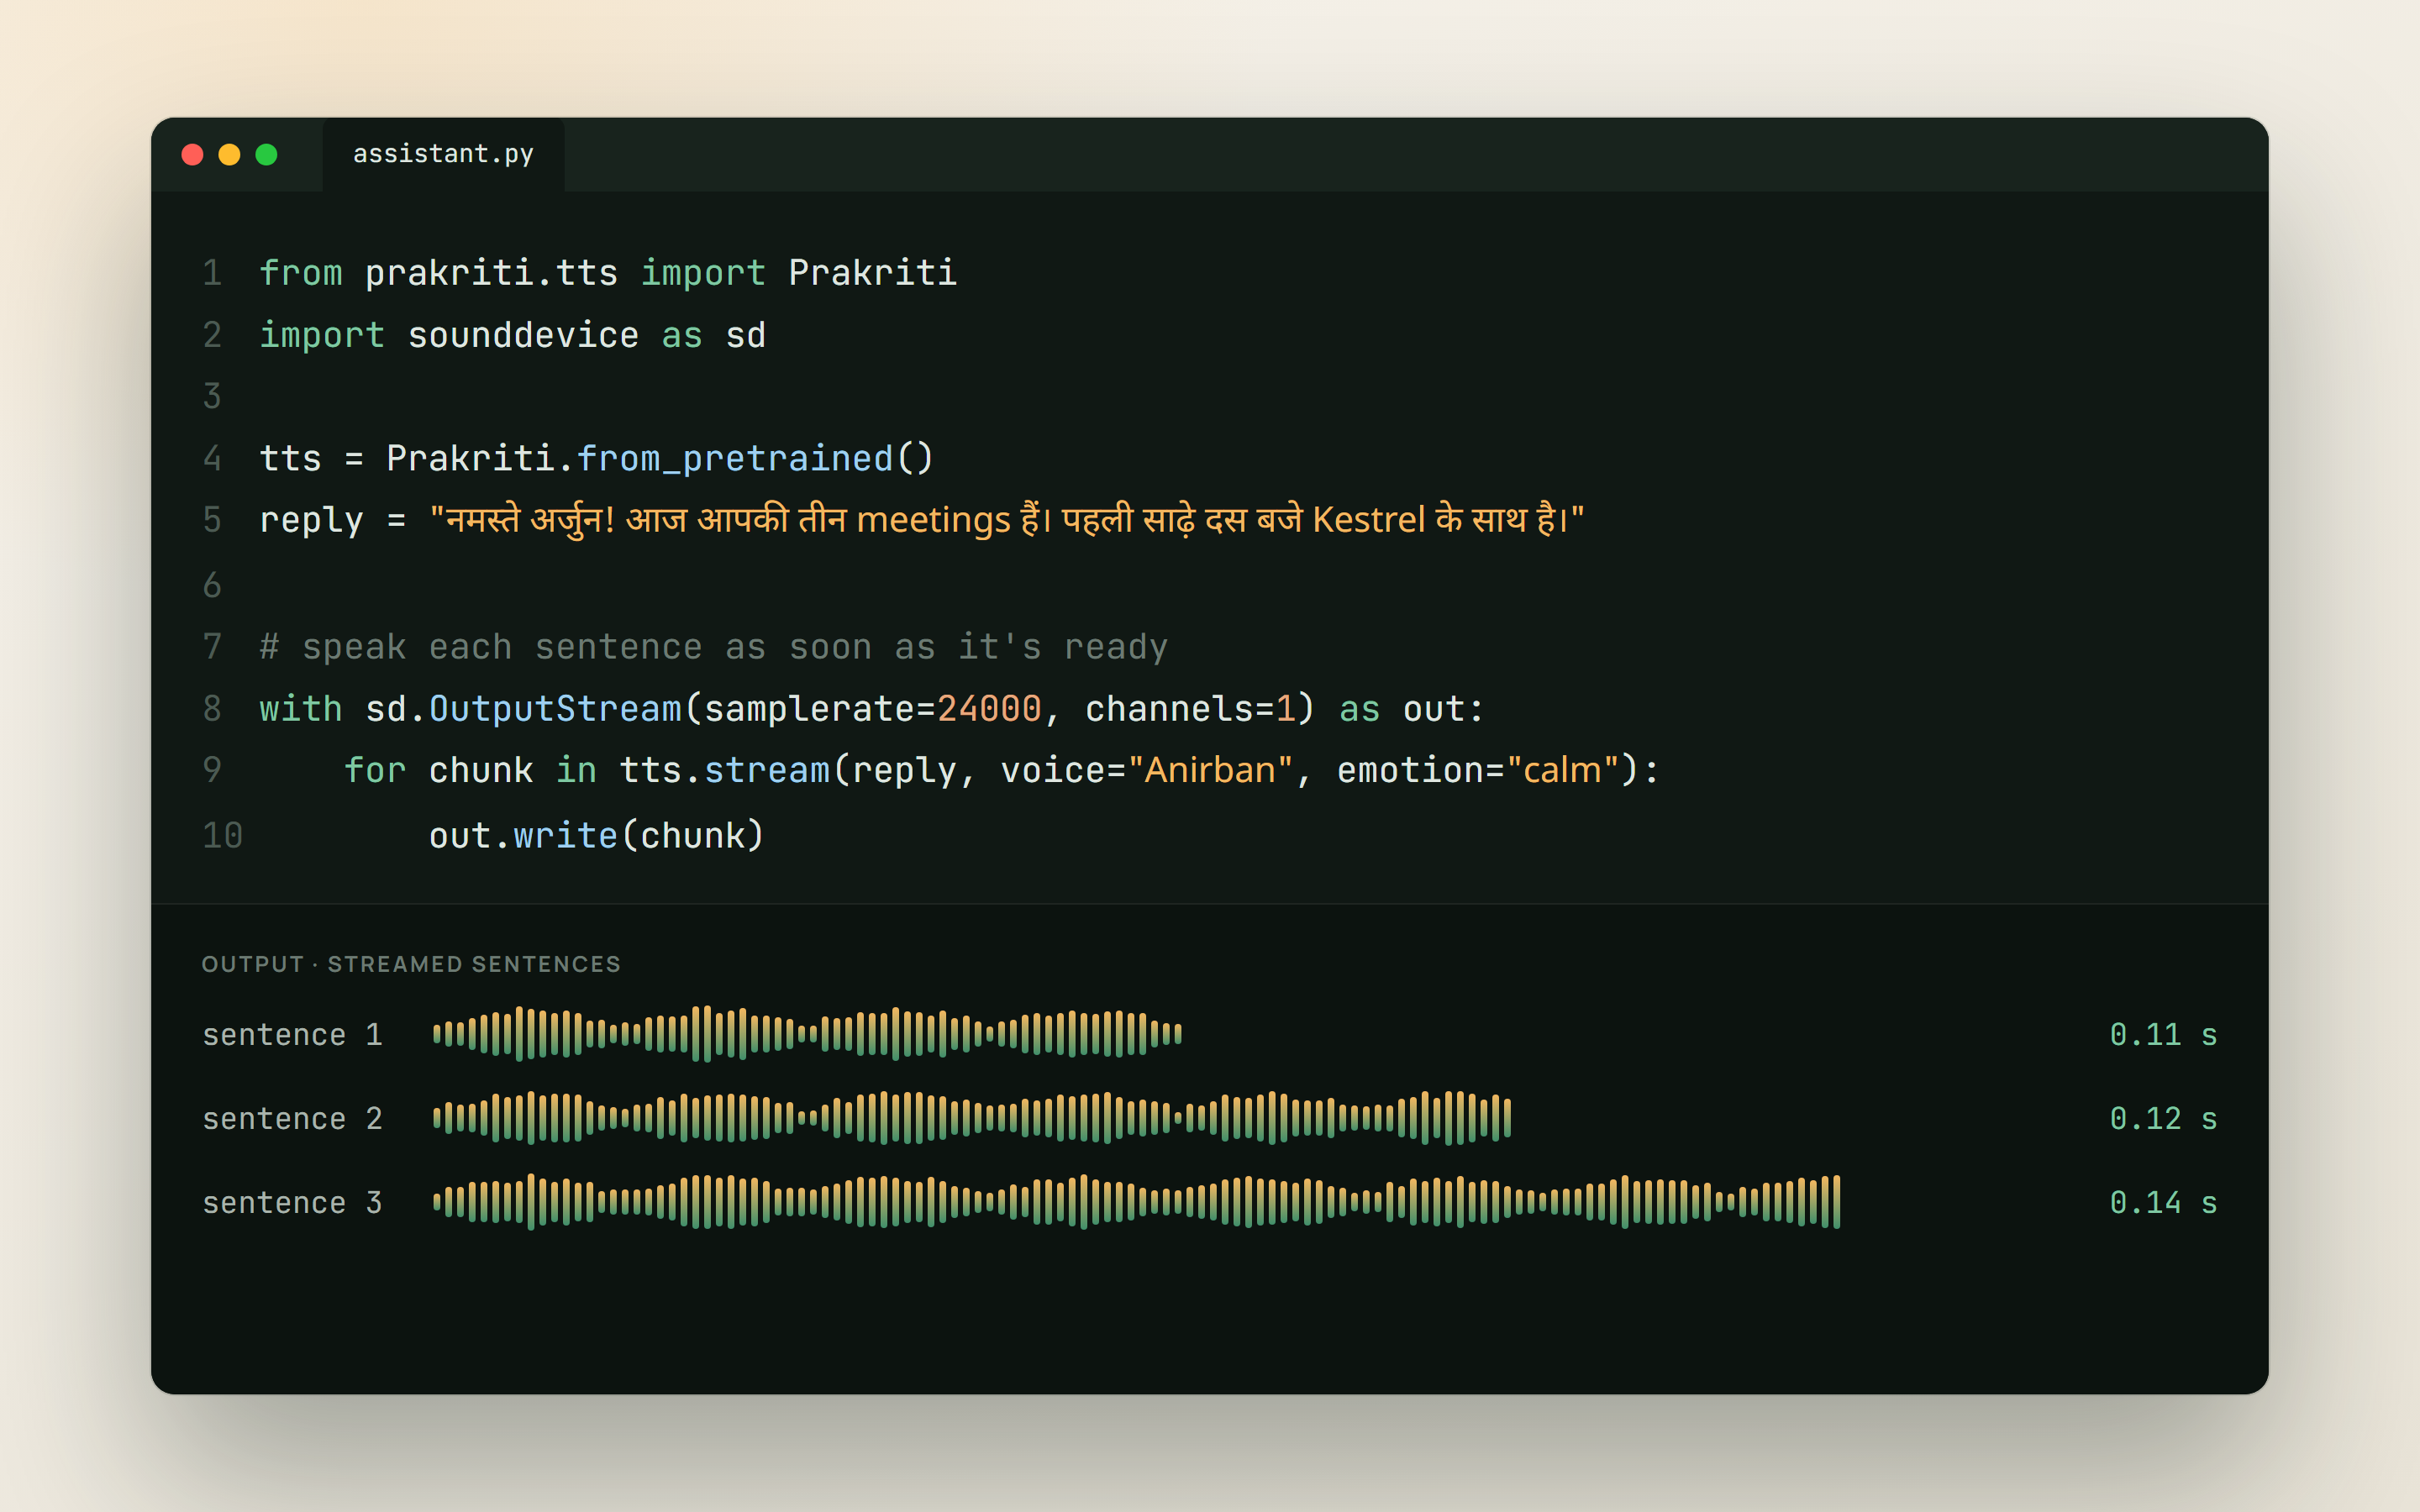 assistant.py
1 from prakriti.tts import Prakriti
2 import sounddevice as sd
3
4 tts = Prakriti.from_pretrained()
5 reply = "नमस्ते अर्जुन! आज आपकी तीन meetings हैं। पहली साढ़े दस बजे Kestrel के साथ है।"
6
7 # speak each sentence as soon as it's ready
8 with sd.OutputStream(samplerate=24000, channels=1) as out:
9     for chunk in tts.stream(reply, voice="Anirban", emotion="calm"):
10         out.write(chunk)
OUTPUT · STREAMED SENTENCES
sentence 1 0.11 s
sentence 2 0.12 s
sentence 3 0.14 s